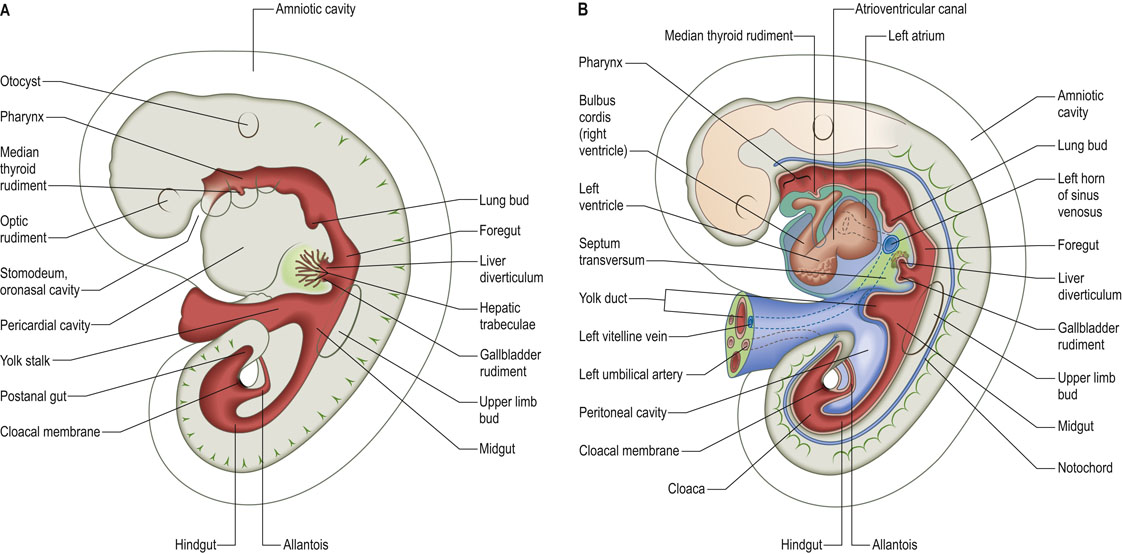 A
Amniotic cavity
Otocyst
Pharynx
Median
thyroid
rudiment
Optic
rudiment
Stomodeum,
oronasal cavity
Pericardial cavity
Yolk stalk
Postanal gut
Cloacal membrane
Lung bud
Foregut
Liver
diverticulum
Hepatic
trabeculae
Gallbladder
rudiment
Upper limb
bud
Midgut
Hindgut
Allantois
B
Atrioventricular canal
Median thyroid rudiment
Left atrium
Pharynx
Bulbus
cordis
(right
ventricle)
Left
ventricle
Septum
transversum
Yolk duct
Left vitelline vein
Left umbilical artery
Peritoneal cavity
Cloacal membrane
Cloaca
Amniotic
cavity
Lung bud
Left horn
of sinus
venosus
Foregut
Liver
diverticulum
Gallbladder
rudiment
Upper limb
bud
Midgut
Notochord
Hindgut
Allantois